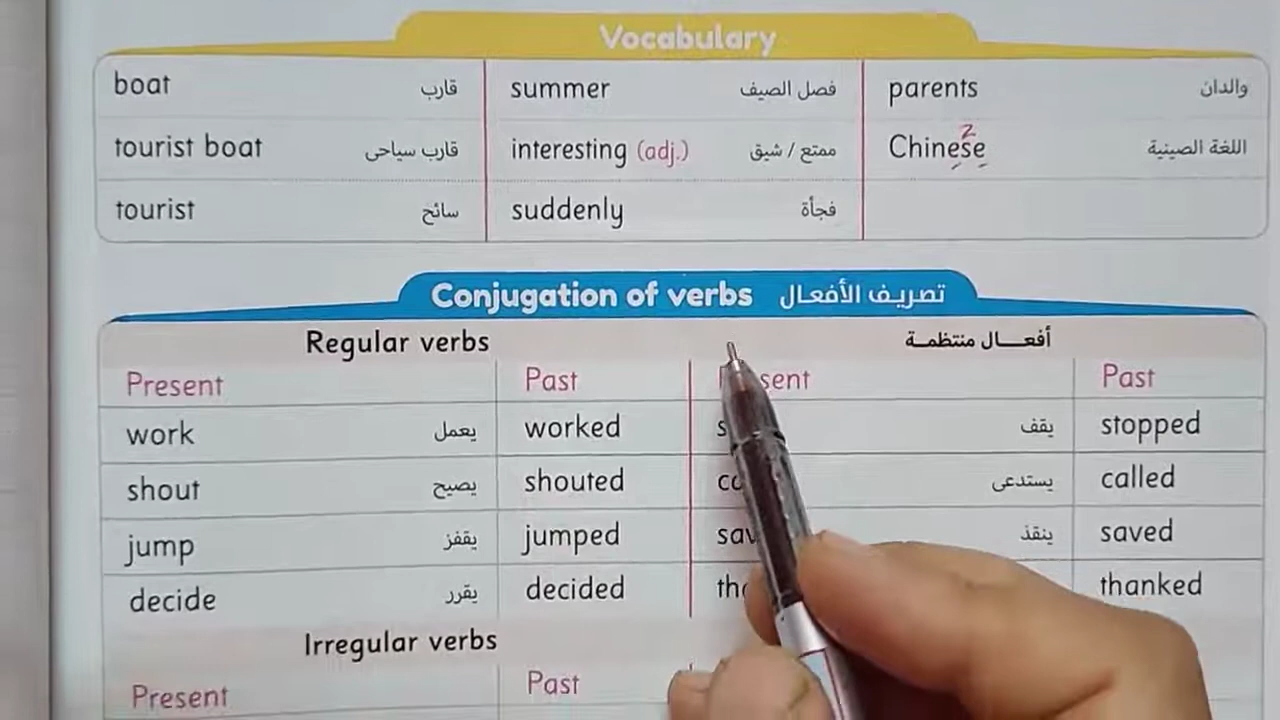 Vocabulary
boat قارب summer فصل الصيف parents والدان
tourist boat قارب سياحى interesting (adj.) ممتع / شيق Chinese اللغة الصينية
2
tourist سائح suddenly فجأة
Conjugation of verbs تصريف الأفعال
Regular verbs أفعال منتظمة
Present Past Past
work يعمل worked يقف stopped
shout يصيح shouted يستدعى called
jump يقفز jumped ينقذ saved
decide يقرر decided thanked
Irregular verbs
Present Past